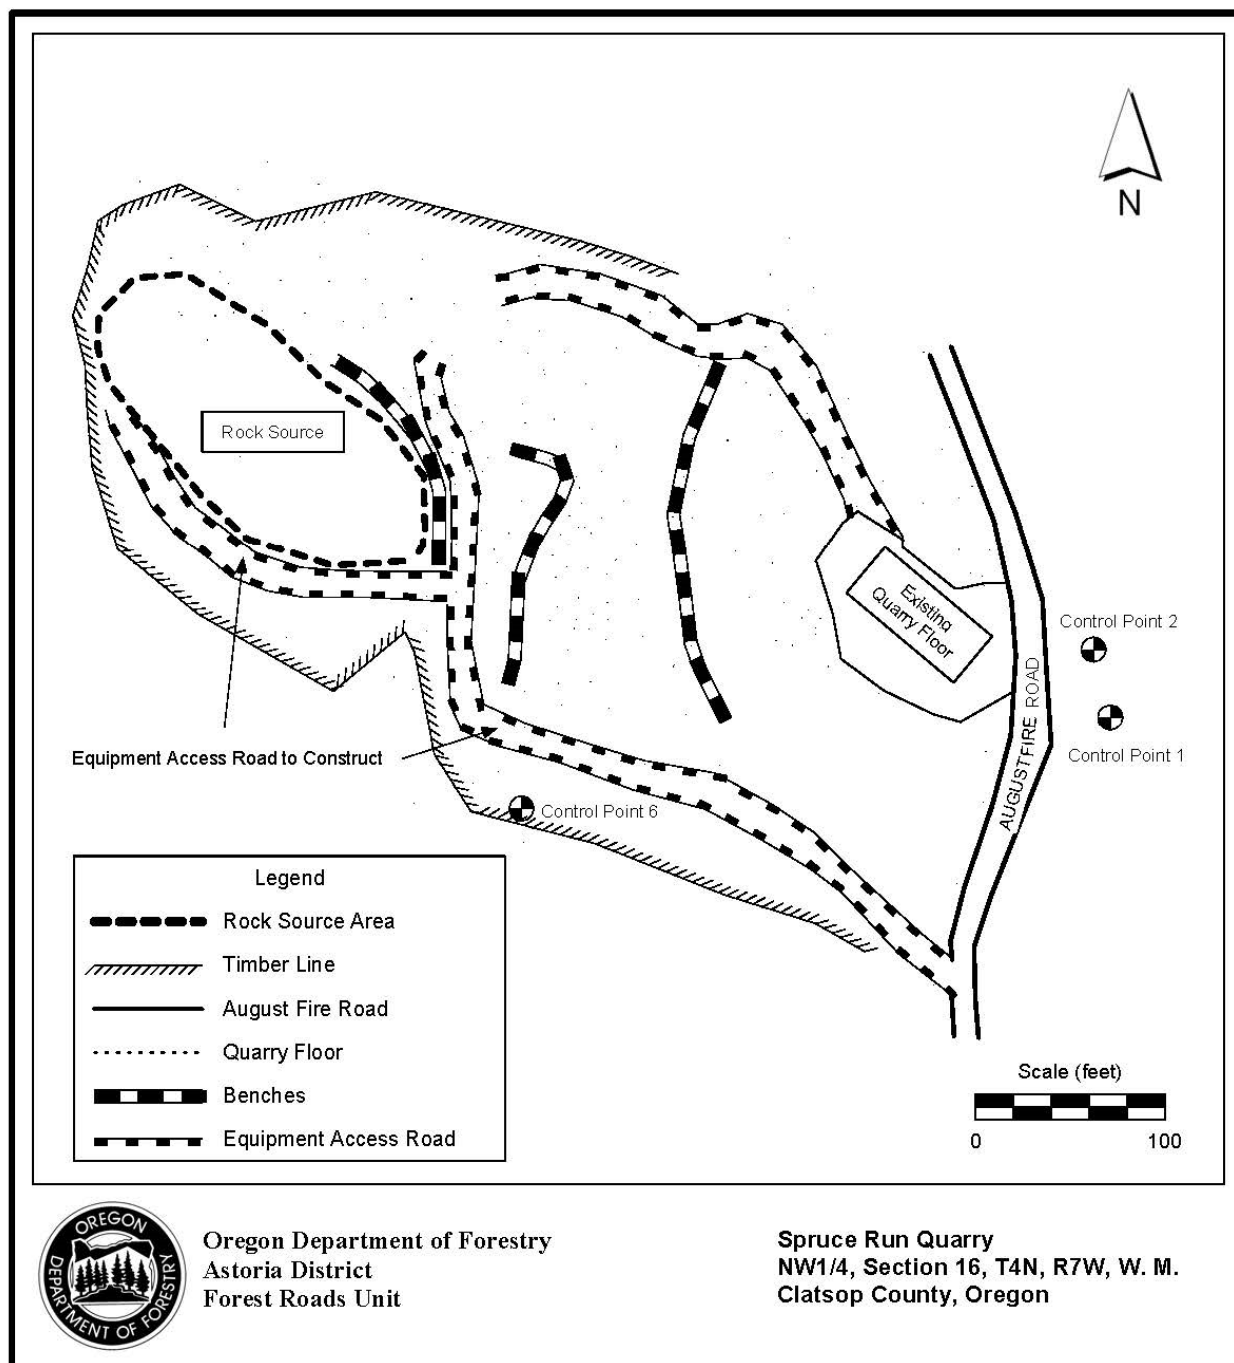 N
Rock Source
Existing
Quarry Floor
Control Point 2
AUGUST FIRE ROAD
Control Point 1
Equipment Access Road to Construct
Control Point 6
Legend
Rock Source Area
Timber Line
August Fire Road
Quarry Floor
Benches
Equipment Access Road
Scale (feet)
0 100
OREGON
DEPARTMENT OF FORESTRY
Oregon Department of Forestry
Astoria District
Forest Roads Unit
Spruce Run Quarry
NW1/4, Section 16, T4N, R7W, W. M.
Clatsop County, Oregon